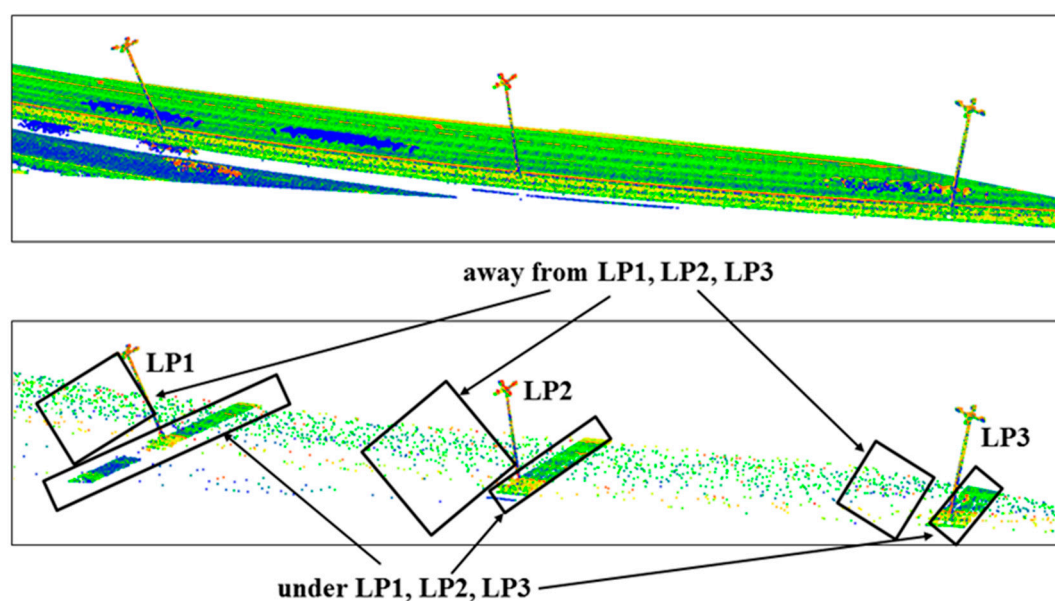 away from LP1, LP2, LP3
LP1
LP2
LP3
under LP1, LP2, LP3